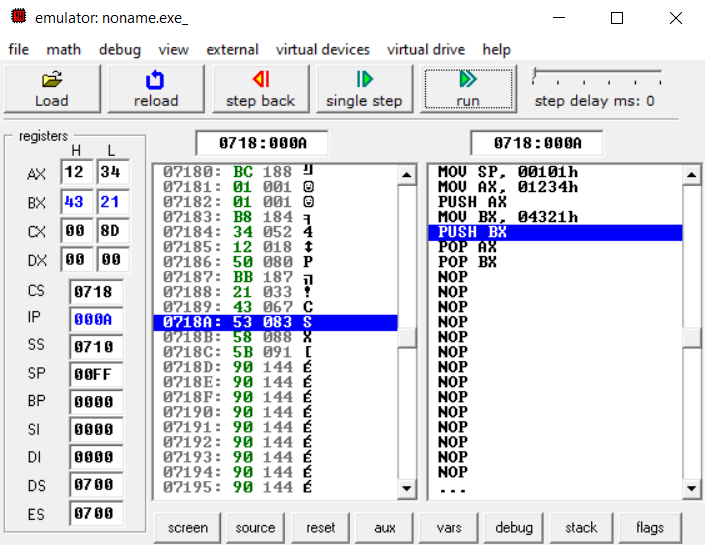 emulator: noname.exe_
file math debug view external virtual devices virtual drive help
Load reload step back single step run step delay ms: 0
registers
H L
AX 12 34
BX 43 21
CX 00 8D
DX 00 00
CS 0718
IP 000A
SS 0710
SP 00FF
BP 0000
SI 0000
DI 0000
DS 0700
ES 0700
0718:000A
07180: BC 188 ╝
07181: 01 001 ☺
07182: 01 001 ☺
07183: B8 184 ╕
07184: 34 052 4
07185: 12 018 ↕
07186: 50 080 P
07187: BB 187 ╗
07188: 21 033 !
07189: 43 067 C
0718A: 53 083 S
0718B: 58 088 X
0718C: 5B 091 [
0718D: 90 144 É
0718E: 90 144 É
0718F: 90 144 É
07190: 90 144 É
07191: 90 144 É
07192: 90 144 É
07193: 90 144 É
07194: 90 144 É
07195: 90 144 É
0718:000A
MOV SP, 00101h
MOV AX, 01234h
PUSH AX
MOV BX, 04321h
PUSH BX
POP AX
POP BX
NOP
NOP
NOP
NOP
NOP
NOP
NOP
NOP
NOP
NOP
NOP
NOP
NOP
NOP
...
screen source reset aux vars debug stack flags